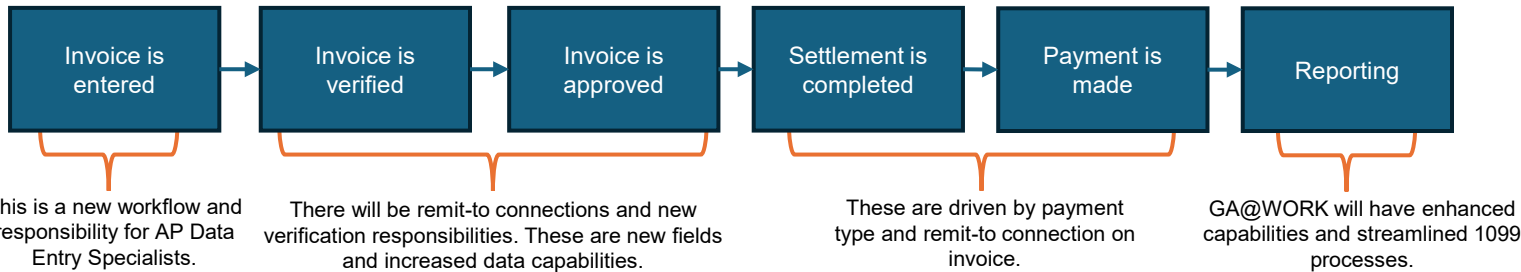 Invoice is
entered
Invoice is
verified
Invoice is
approved
Settlement is
completed
Payment is
made
Reporting
his is a new workflow and
esponsibility for AP Data
Entry Specialists.
There will be remit-to connections and new
verification responsibilities. These are new fields
and increased data capabilities.
These are driven by payment
type and remit-to connection on
invoice.
GA@WORK will have enhanced
capabilities and streamlined 1099
processes.